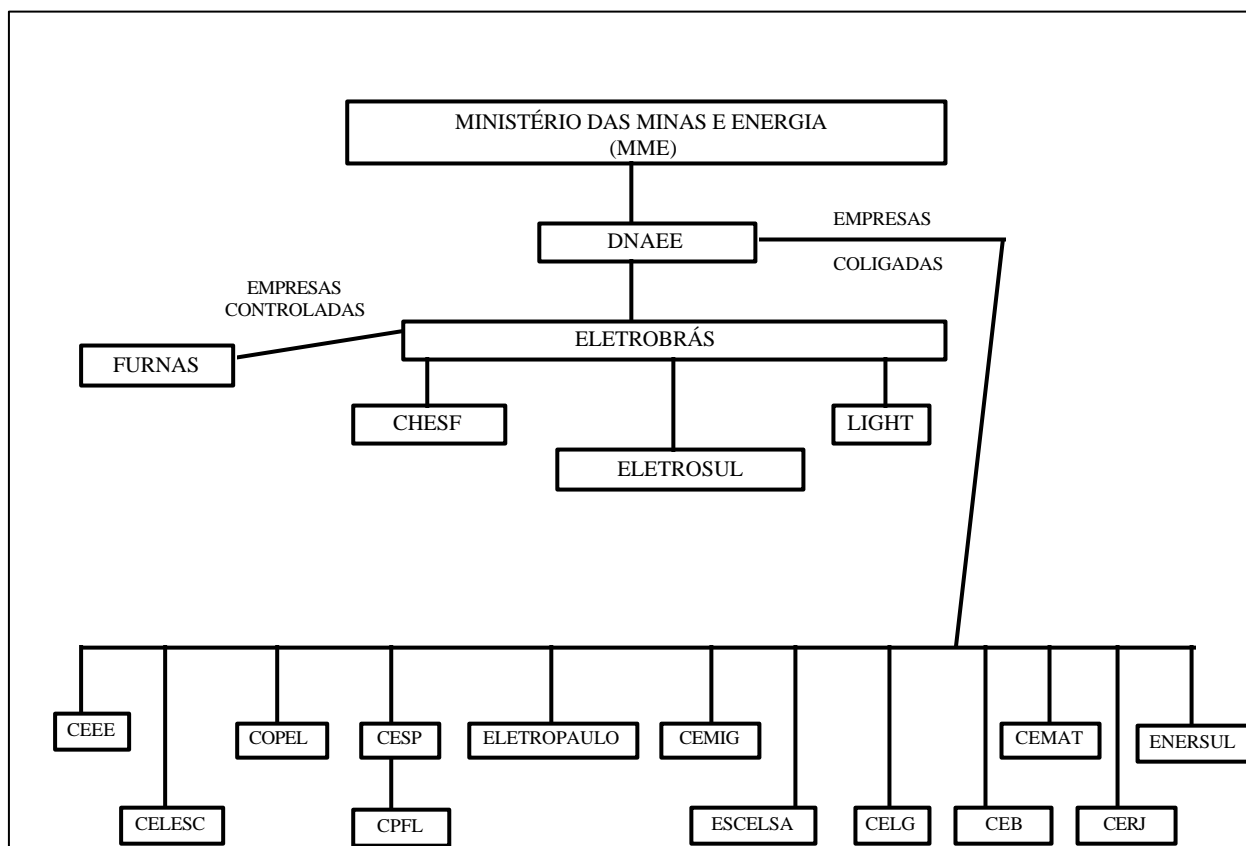 MINISTÉRIO DAS MINAS E ENERGIA
(MME)
DNAEE
EMPRESAS
COLIGADAS
EMPRESAS
CONTROLADAS
ELETROBRÁS
FURNAS
CHESF
LIGHT
ELETROSUL
CEEE
COPEL
CESP
ELETROPAULO
CEMIG
CEMAT
ENERSUL
CELESC
CPFL
ESCELSA
CELG
CEB
CERJ